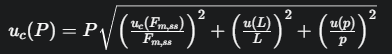 u_c(P) = P√((u_c(F_{m,ss})/F_{m,ss})² + (u(L)/L)² + (u(p)/p)²)